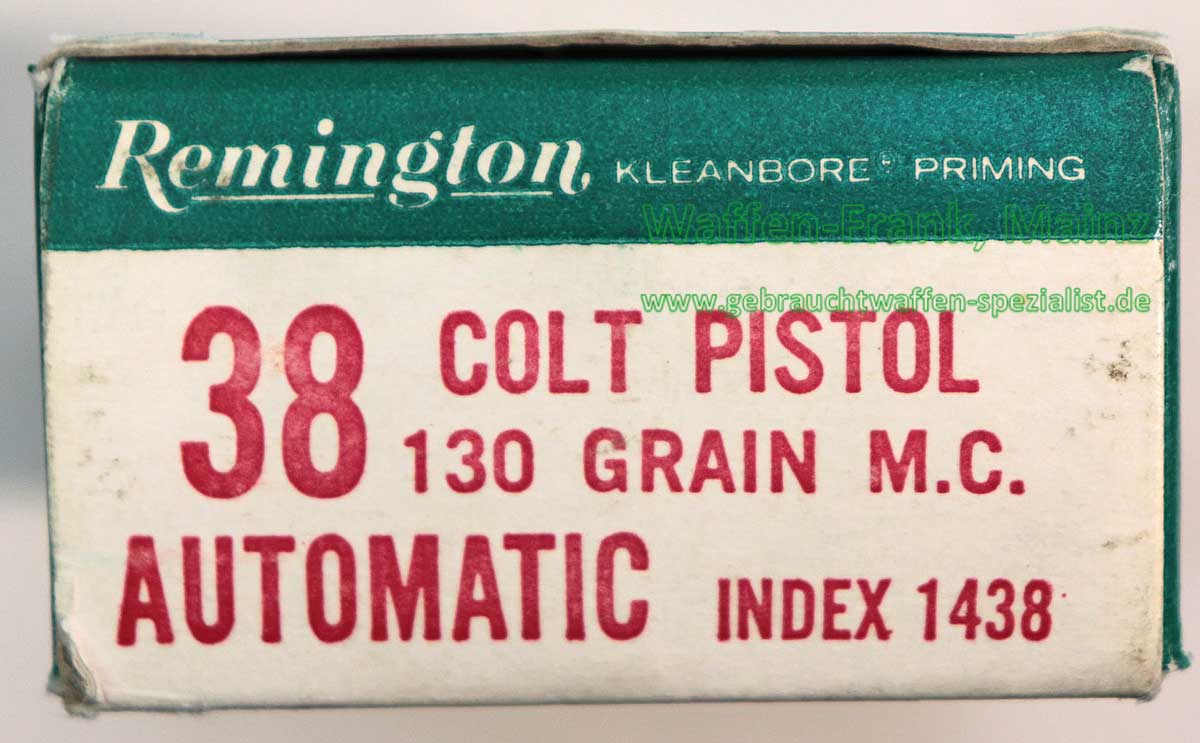 Remington KLEANBORE® PRIMING
Waffen-Frank, Mainz
www.gebrauchtwaffen-spezialist.de
38 COLT PISTOL
130 GRAIN M.C.
AUTOMATIC INDEX 1438